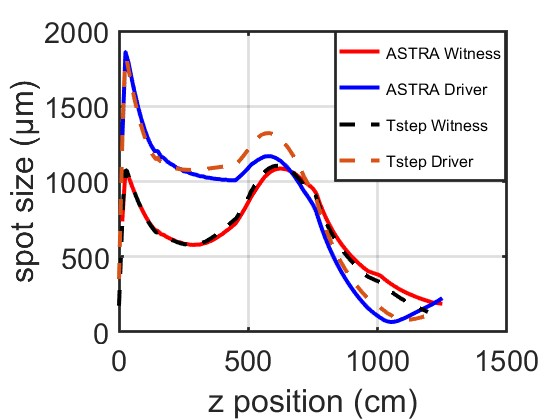 2000
1500
1000
500
0
spot size (μm)
ASTRA Witness
ASTRA Driver
Tstep Witness
Tstep Driver
0 500 1000 1500
z position (cm)